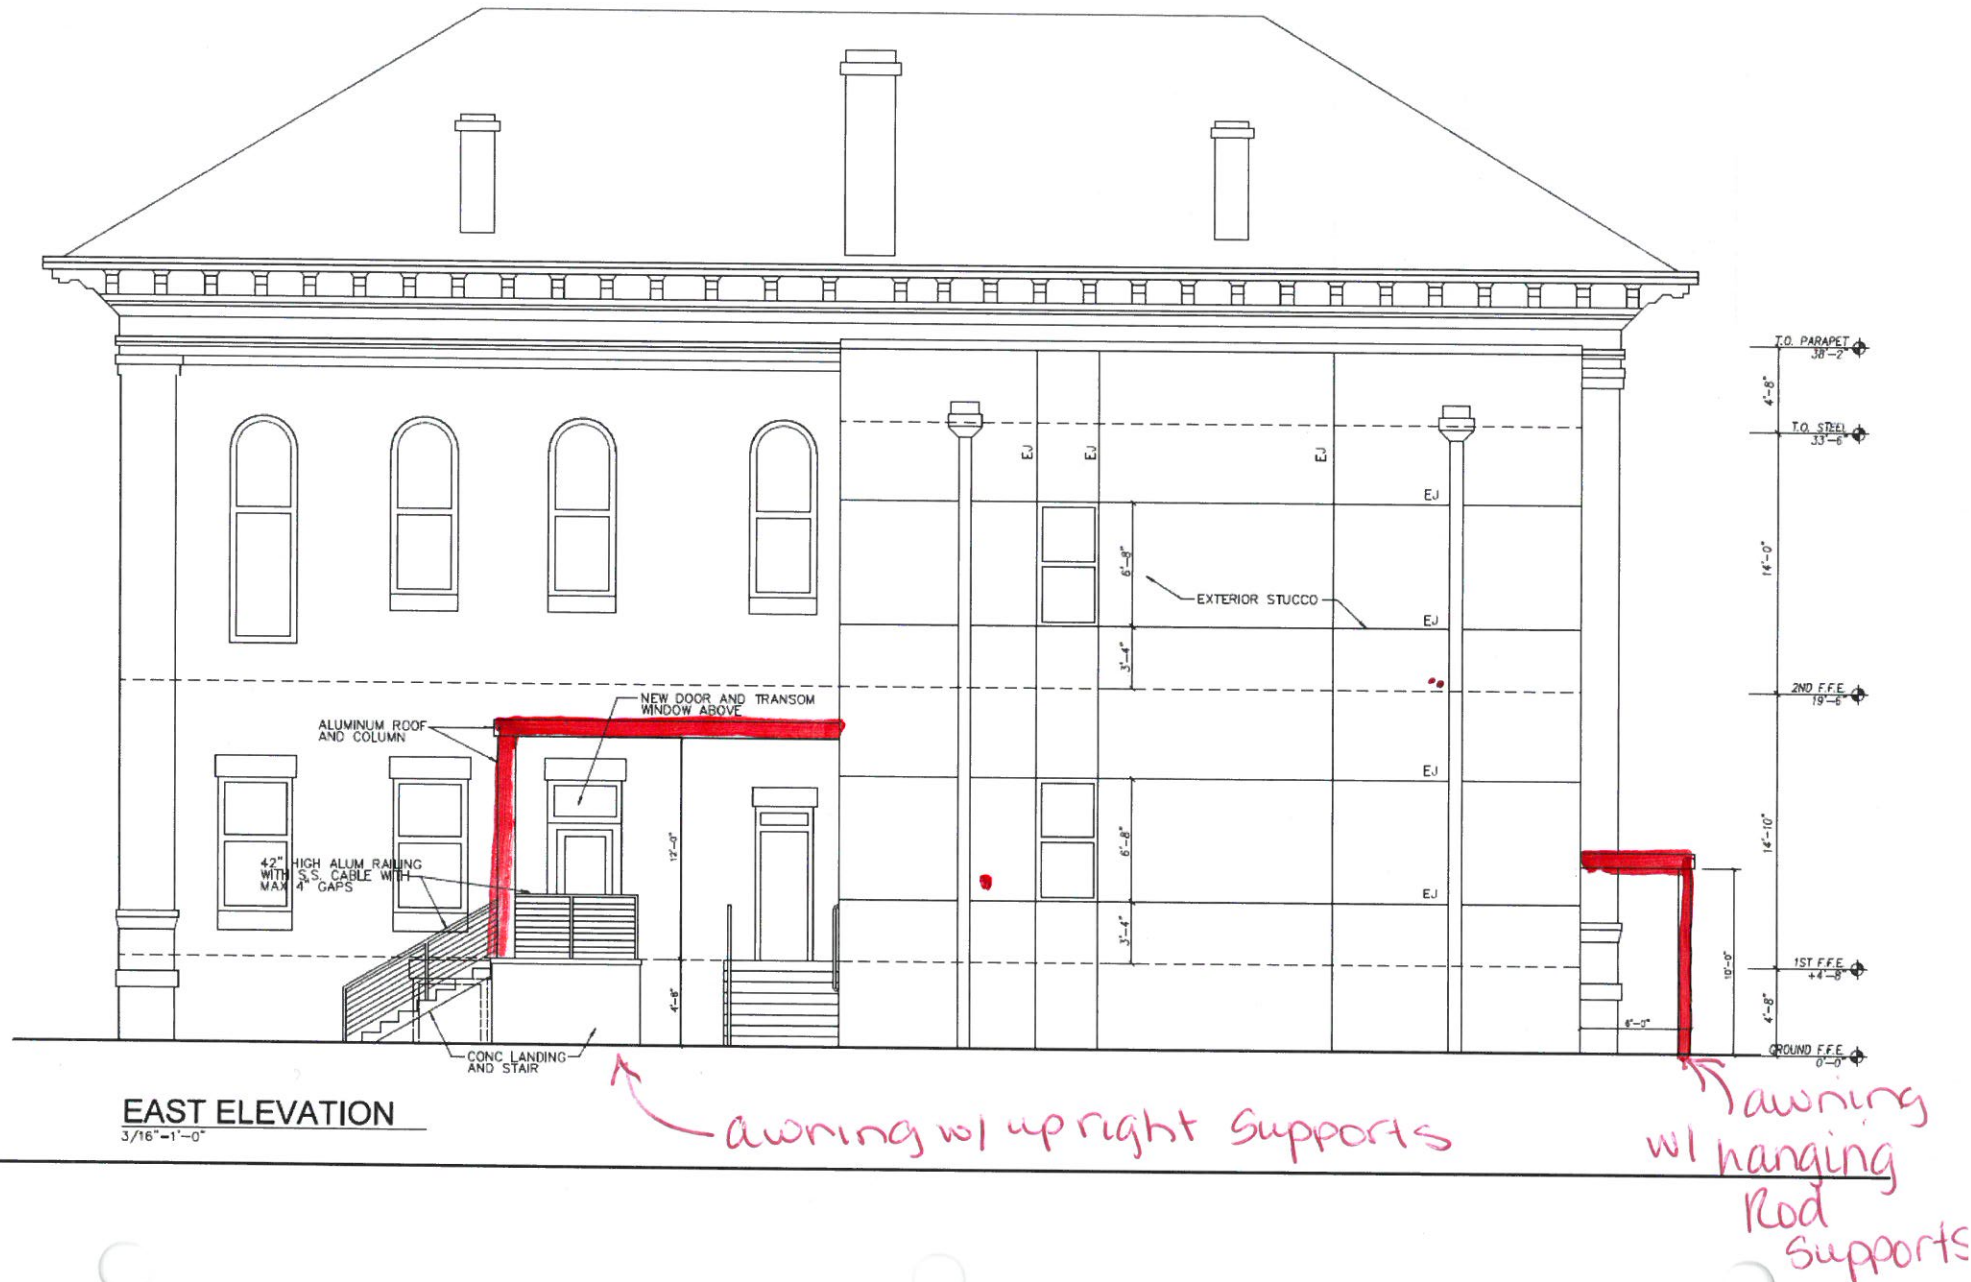 T.O. PARAPET
38'-2"
4'-8"
T.O. STEEL
33'-6"
EJ
EJ
EJ
EJ
6'-8"
14'-0"
EXTERIOR STUCCO
EJ
3'-4"
2ND F.F.E.
19'-6"
NEW DOOR AND TRANSOM
WINDOW ABOVE
ALUMINUM ROOF
AND COLUMN
EJ
12'-0"
6'-8"
14'-10"
42" HIGH ALUM RAILING
WITH S.S. CABLE WITH
MAX 4" GAPS
EJ
3'-4"
10'-0"
1ST F.F.E.
+4'-8"
4'-8"
4'-8"
6'-0"
GROUND F.F.E.
0'-0"
CONC LANDING
AND STAIR
EAST ELEVATION
3/16"-1'-0"
awning w/ upright supports
awning
w/ hanging
Rod
supports